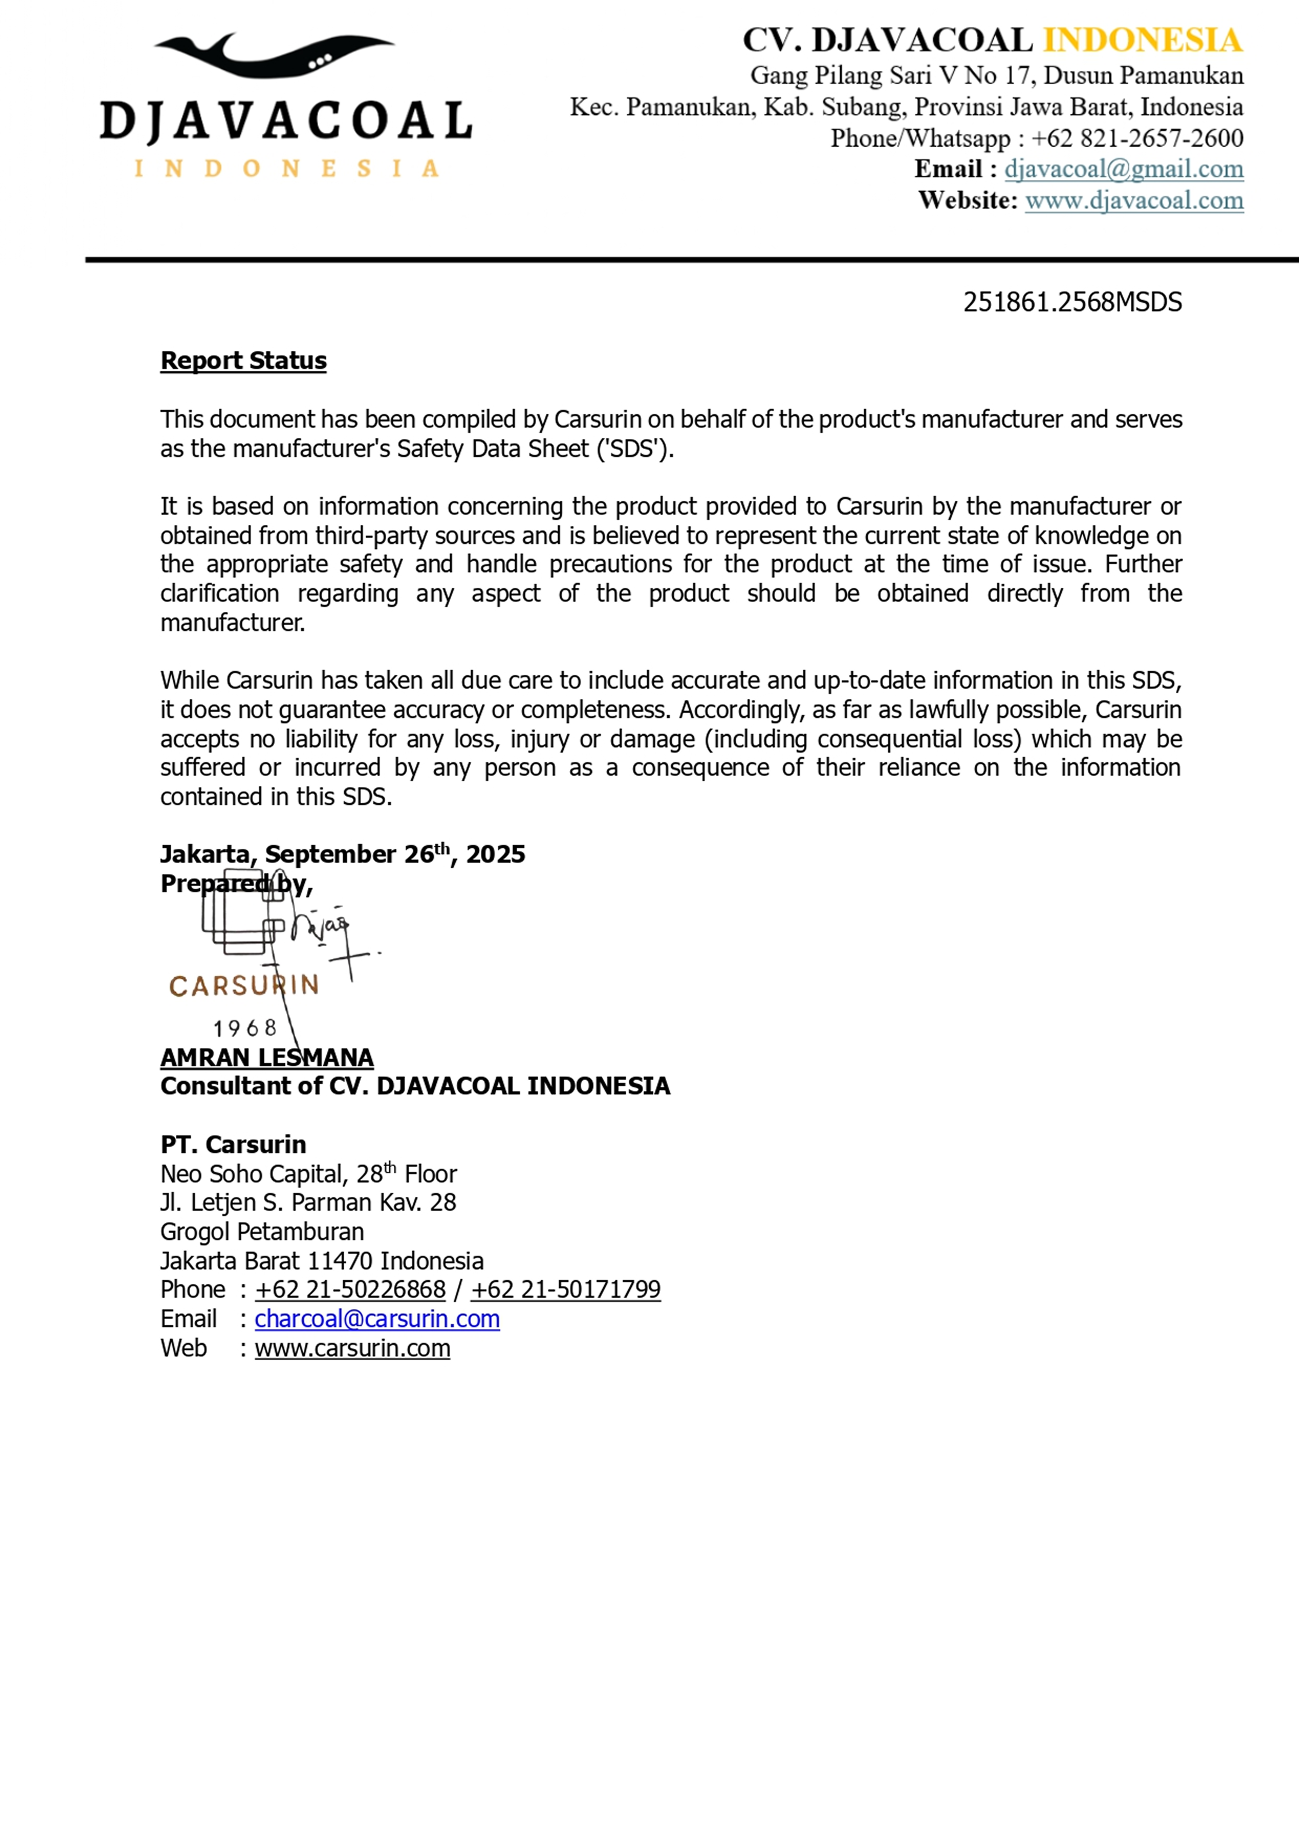 DJAVACOAL
INDONESIA
CV. DJAVACOAL INDONESIA
Gang Pilang Sari V No 17, Dusun Pamanukan
Kec. Pamanukan, Kab. Subang, Provinsi Jawa Barat, Indonesia
Phone/Whatsapp : +62 821-2657-2600
Email : djavacoal@gmail.com
Website: www.djavacoal.com
251861.2568MSDS
Report Status
This document has been compiled by Carsurin on behalf of the product's manufacturer and serves
as the manufacturer's Safety Data Sheet ('SDS').
It is based on information concerning the product provided to Carsurin by the manufacturer or
obtained from third-party sources and is believed to represent the current state of knowledge on
the appropriate safety and handle precautions for the product at the time of issue. Further
clarification regarding any aspect of the product should be obtained directly from the
manufacturer.
While Carsurin has taken all due care to include accurate and up-to-date information in this SDS,
it does not guarantee accuracy or completeness. Accordingly, as far as lawfully possible, Carsurin
accepts no liability for any loss, injury or damage (including consequential loss) which may be
suffered or incurred by any person as a consequence of their reliance on the information
contained in this SDS.
Jakarta, September 26th, 2025
Prepared by,
CARSURIN
1968
AMRAN LESMANA
Consultant of CV. DJAVACOAL INDONESIA
PT. Carsurin
Neo Soho Capital, 28th Floor
Jl. Letjen S. Parman Kav. 28
Grogol Petamburan
Jakarta Barat 11470 Indonesia
Phone : +62 21-50226868 / +62 21-50171799
Email : charcoal@carsurin.com
Web : www.carsurin.com